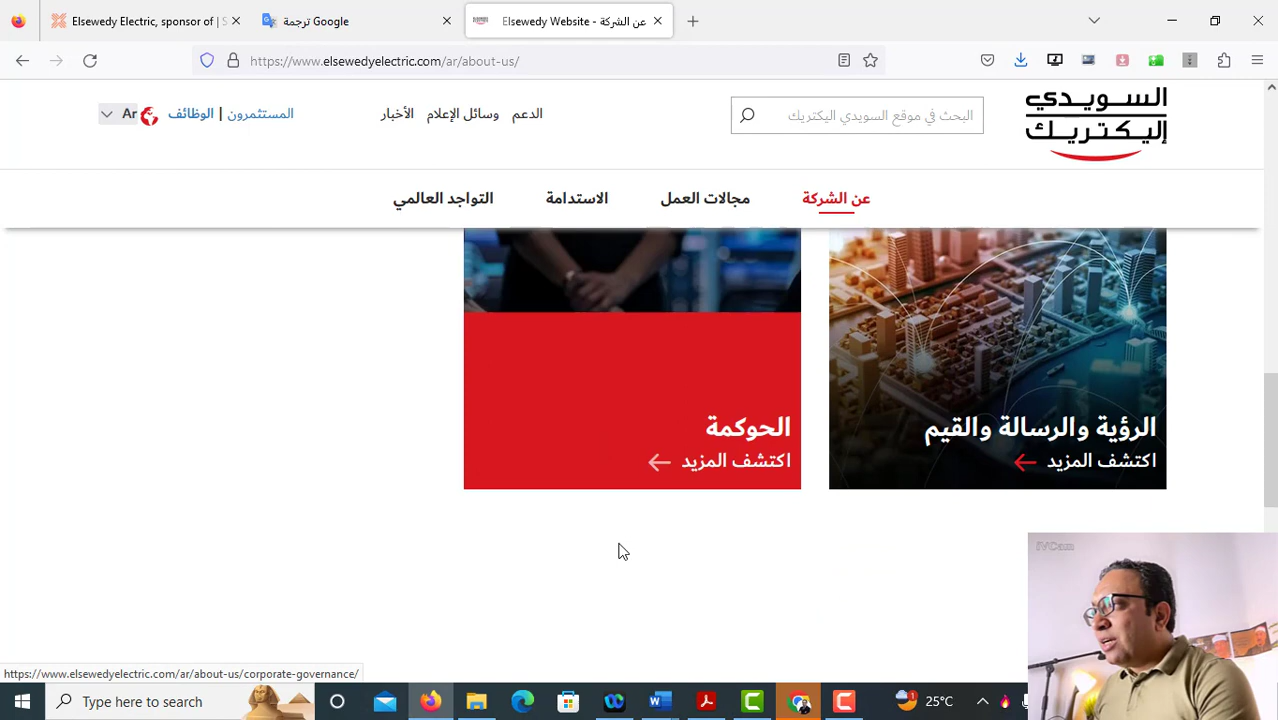 Elsewedy Electric, sponsor of | S
ترجمة Google
عن الشركة - Elsewedy Website
https://www.elsewedyelectric.com/ar/about-us/
السويدي
إليكتريك
البحث في موقع السويدي اليكتريك
الدعم
وسائل الإعلام
الأخبار
المستثمرون | الوظائف
Ar
عن الشركة
مجالات العمل
الاستدامة
التواجد العالمي
الرؤية والرسالة والقيم
اكتشف المزيد
الحوكمة
اكتشف المزيد
iVCam
https://www.elsewedyelectric.com/ar/about-us/corporate-governance/
Type here to search
25°C